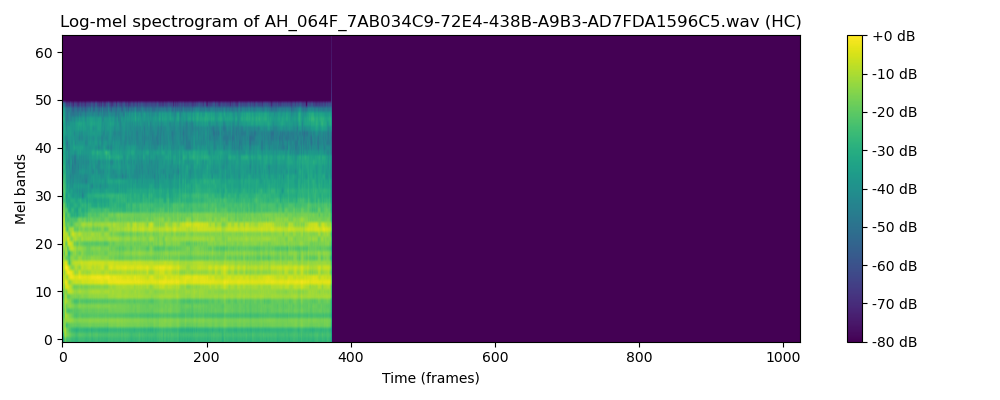 Log-mel spectrogram of AH_064F_7AB034C9-72E4-438B-A9B3-AD7FDA1596C5.wav (HC)
60
50
40
30
20
10
0
Mel bands
0 200 400 600 800 1000
Time (frames)
+0 dB
-10 dB
-20 dB
-30 dB
-40 dB
-50 dB
-60 dB
-70 dB
-80 dB